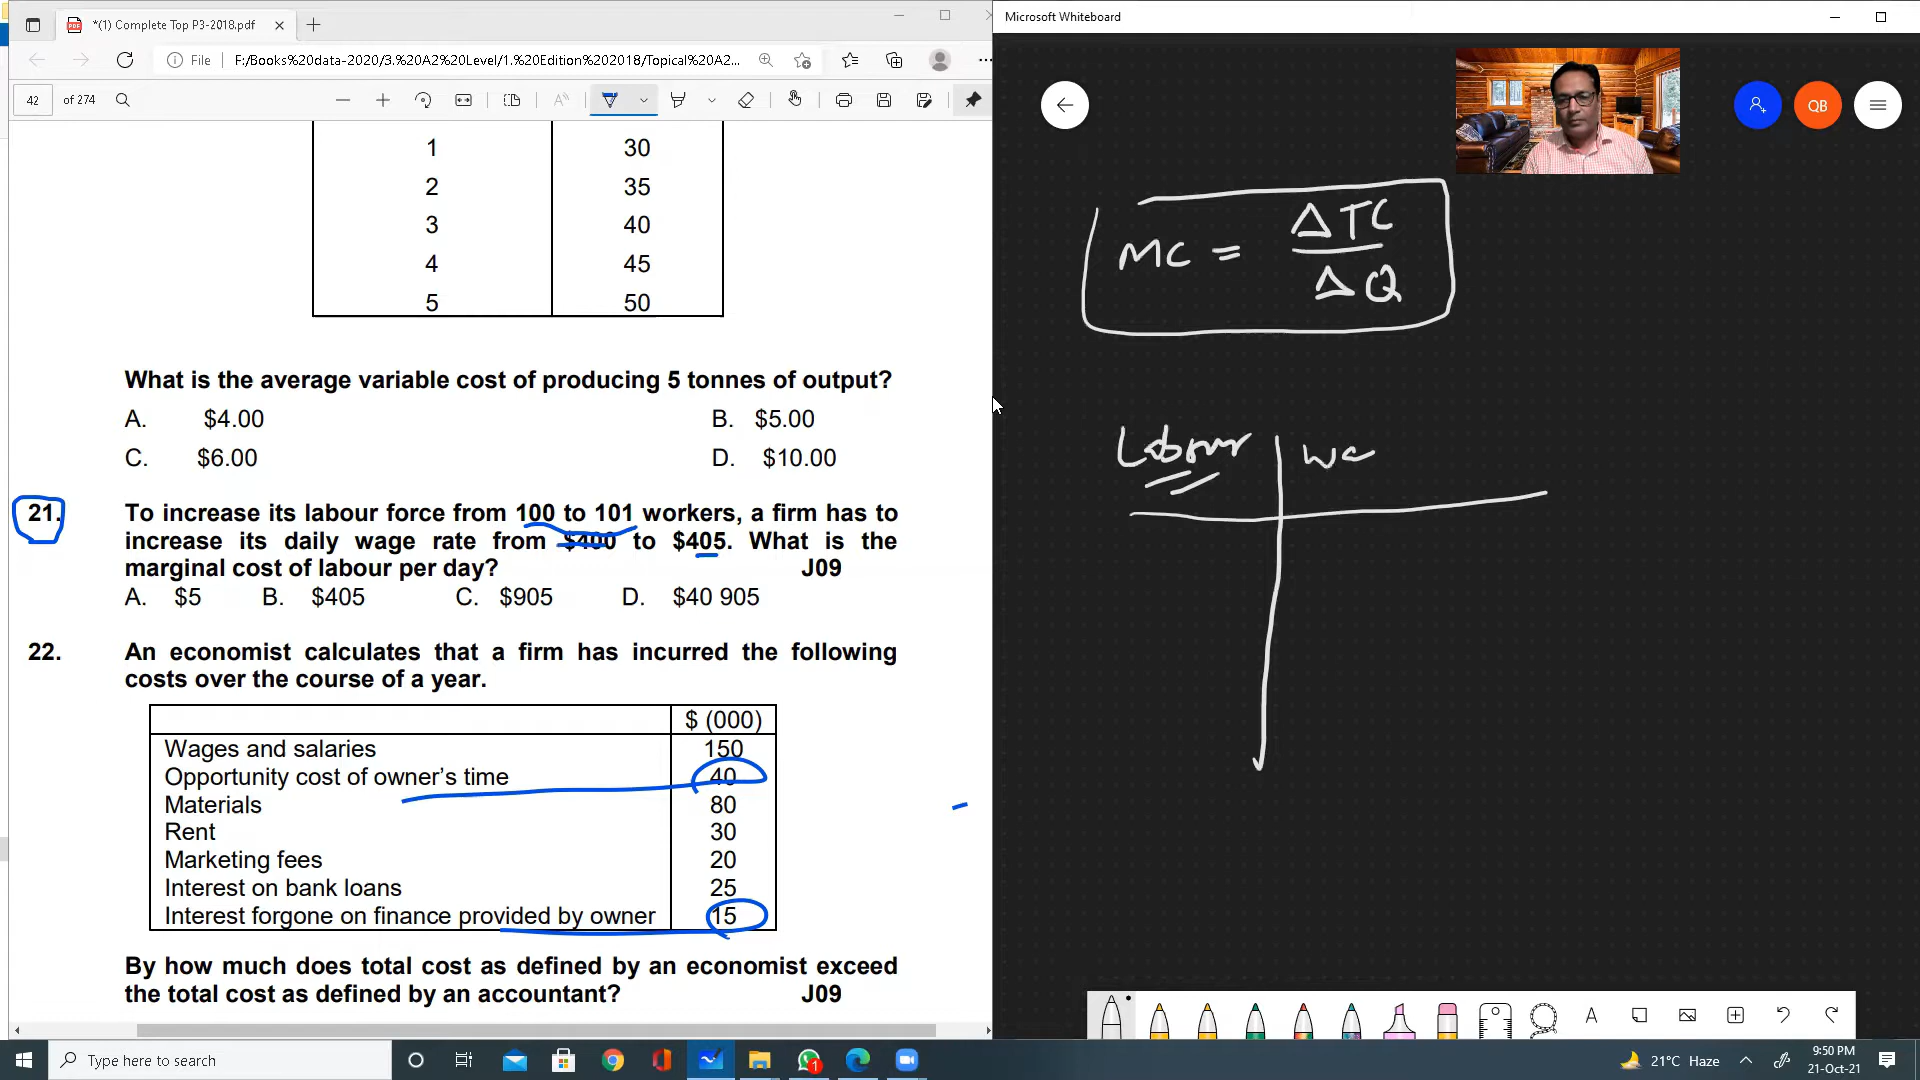 *(1) Complete Top P3-2018.pdf
File
F:/Books%20data-2020/3.%20A2%20Level/1.%20Edition%202018/Topical%20A2...
42 of 274
1 30
2 35
3 40
4 45
5 50
What is the average variable cost of producing 5 tonnes of output?
A. $4.00 B. $5.00
C. $6.00 D. $10.00
21. To increase its labour force from 100 to 101 workers, a firm has to
increase its daily wage rate from $400 to $405. What is the
marginal cost of labour per day? J09
A. $5 B. $405 C. $905 D. $40 905
22. An economist calculates that a firm has incurred the following
costs over the course of a year.
$ (000)
Wages and salaries 150
Opportunity cost of owner's time 40
Materials 80
Rent 30
Marketing fees 20
Interest on bank loans 25
Interest forgone on finance provided by owner 15
By how much does total cost as defined by an economist exceed
the total cost as defined by an accountant? J09
Microsoft Whiteboard
QB
MC = ΔTC
ΔQ
Labour
Type here to search
1
21°C Haze
9:50 PM
21-Oct-21